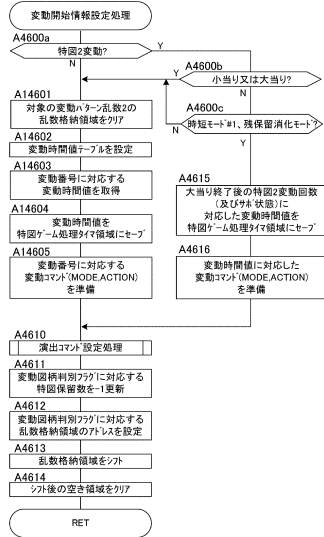 変動開始情報設定処理
A4600a
特図2変動?
Y
N
A4600b
小当り又は大当り?
Y
N
A4600c
時短モード#1、残保留消化モード?
N
Y
A14601
対象の変動パターン乱数2の
乱数格納領域をクリア
A14602
変動時間値テーブルを設定
A14603
変動番号に対応する
変動時間値を取得
A14604
変動時間値を
特図ゲーム処理タイマ領域にセーブ
A14605
変動番号に対応する
変動コマンド(MODE,ACTION)
を準備
A4615
大当り終了後の特図2変動回数
(及びサポ状態)に
対応した変動時間値を
特図ゲーム処理タイマ領域にセーブ
A4616
変動時間値に対応した
変動コマンド(MODE,ACTION)
を準備
A4610
演出コマンド設定処理
A4611
変動図柄判別フラグに対応する
特図保留数を-1更新
A4612
変動図柄判別フラグに対応する
乱数格納領域のアドレスを設定
A4613
乱数格納領域をシフト
A4614
シフト後の空き領域をクリア
RET